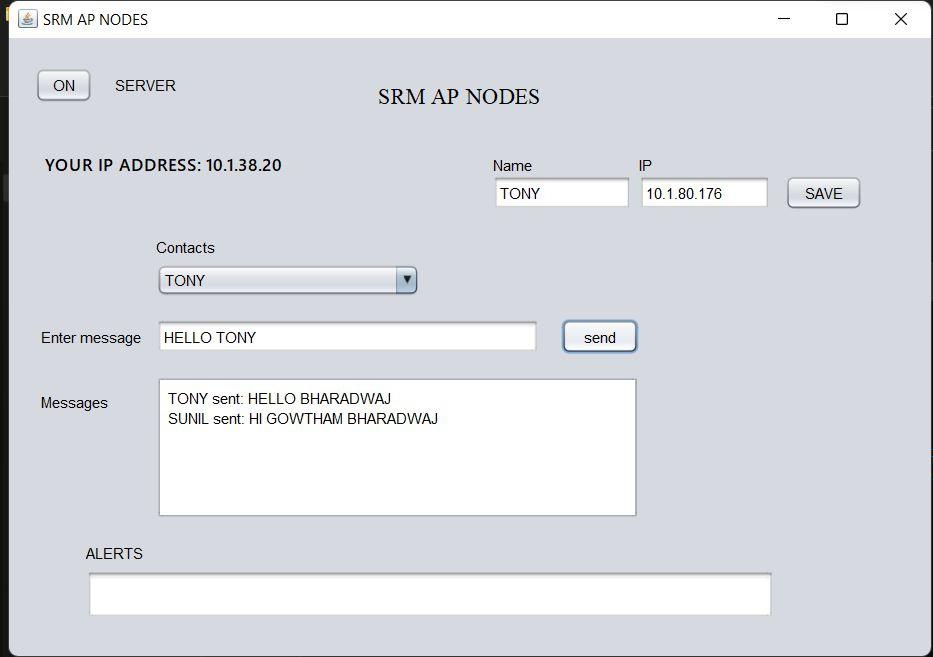 SRM AP NODES
ON SERVER
SRM AP NODES
YOUR IP ADDRESS: 10.1.38.20
Name IP
TONY 10.1.80.176 SAVE
Contacts
TONY
Enter message HELLO TONY send
Messages
TONY sent: HELLO BHARADWAJ
SUNIL sent: HI GOWTHAM BHARADWAJ
ALERTS